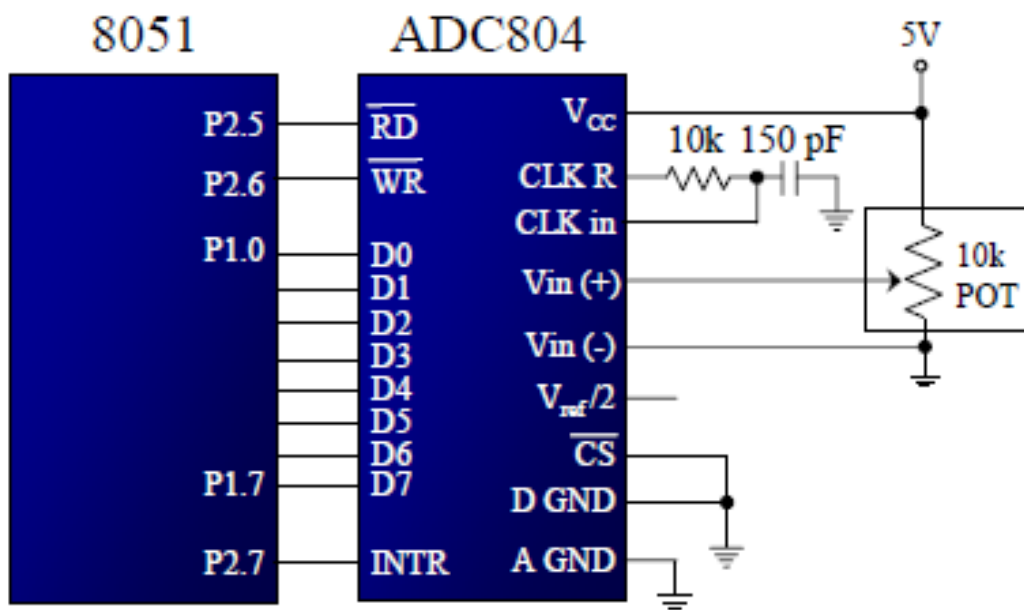 8051
ADC804
5V
P2.5
P2.6
P1.0
P1.7
P2.7
RD
WR
D0
D1
D2
D3
D4
D5
D6
D7
INTR
VCC
CLK R
CLK in
Vin (+)
Vin (-)
Vref/2
CS
D GND
A GND
10k 150 pF
10k
POT